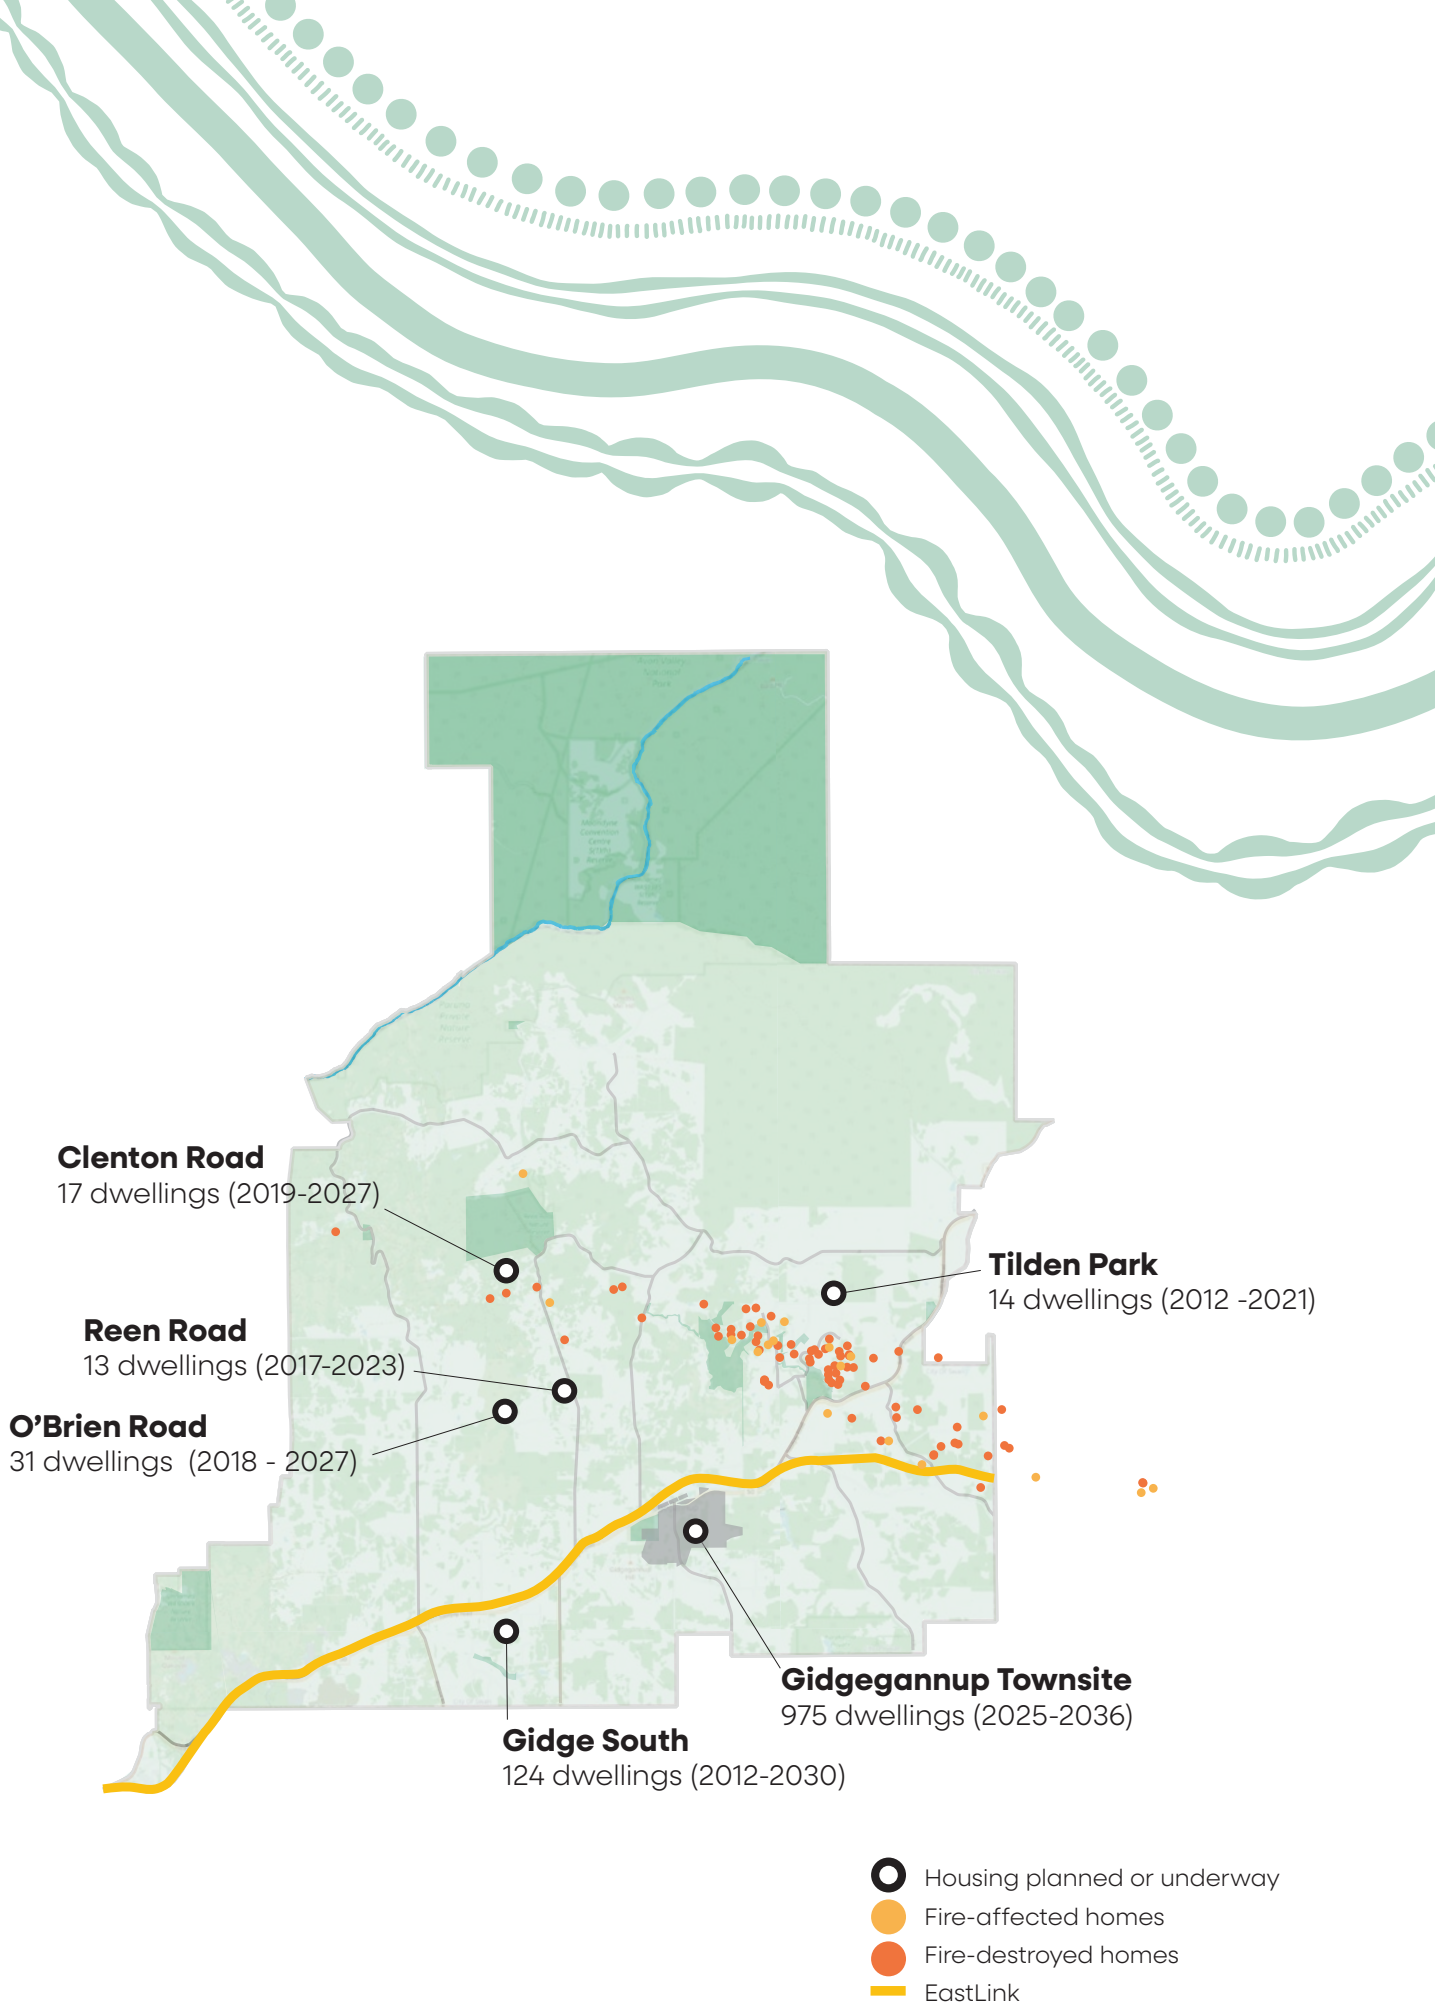 Clenton Road
17 dwellings (2019-2027)
Tilden Park
14 dwellings (2012 -2021)
Reen Road
13 dwellings (2017-2023)
O'Brien Road
31 dwellings  (2018 - 2027)
Gidgegannup Townsite
975 dwellings (2025-2036)
Gidge South
124 dwellings (2012-2030)
Housing planned or underway
Fire-affected homes
Fire-destroyed homes
EastLink